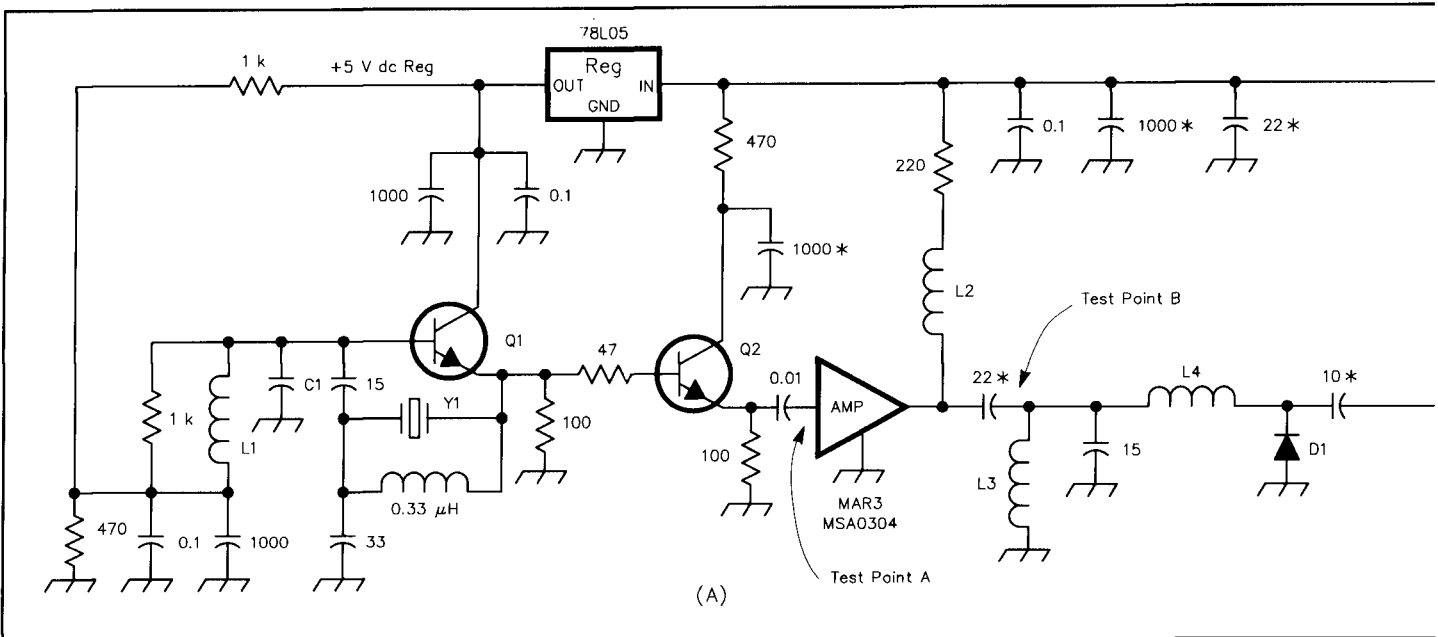 78L05
1 k
+5 V dc Reg
Reg
OUT
IN
GND
470
220
0.1
1000*
22*
1000
0.1
1000*
L2
Test Point B
Q1
Q2
47
0.01
AMP
22*
L4
10*
C1
15
Y1
1 k
L1
100
100
L3
15
D1
0.33 μH
MAR3
MSA0304
470
0.1
1000
33
Test Point A
(A)